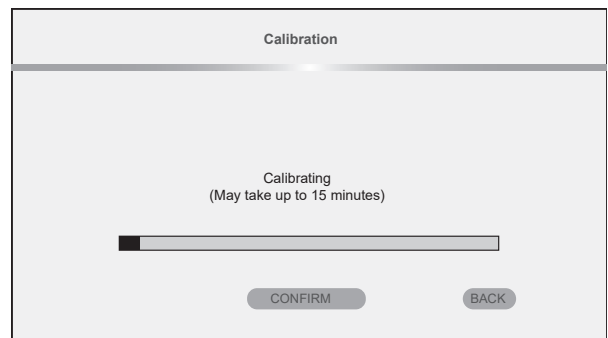 Calibration
Calibrating
(May take up to 15 minutes)
CONFIRM
BACK